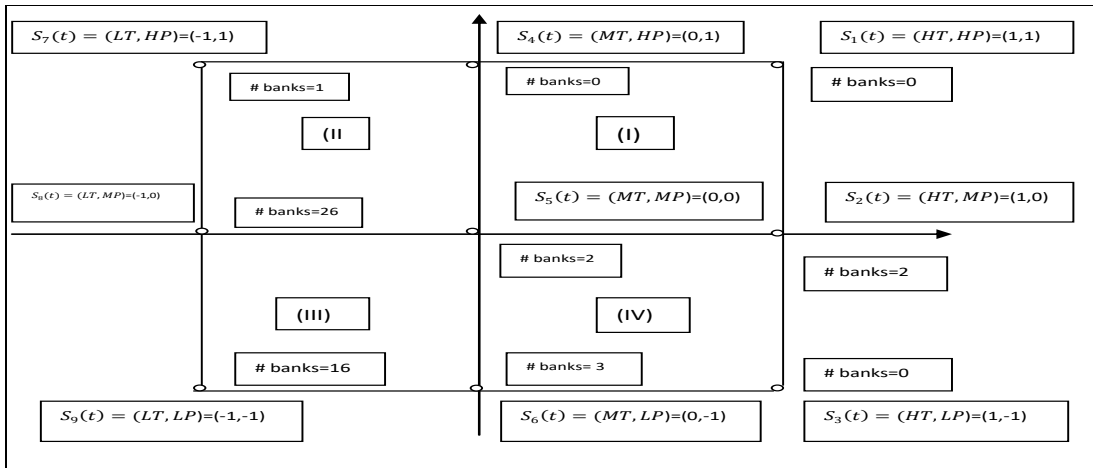 S₇(t) = (LT, HP)=(-1,1)
S₄(t) = (MT, HP)=(0,1)
S₁(t) = (HT, HP)=(1,1)
# banks=1
# banks=0
# banks=0
(II
(I)
S₈(t) = (LT, MP)=(-1,0)
S₅(t) = (MT, MP)=(0,0)
S₂(t) = (HT, MP)=(1,0)
# banks=26
# banks=2
# banks=2
(III)
(IV)
# banks=16
# banks= 3
# banks=0
S₉(t) = (LT, LP)=(-1,-1)
S₆(t) = (MT, LP)=(0,-1)
S₃(t) = (HT, LP)=(1,-1)